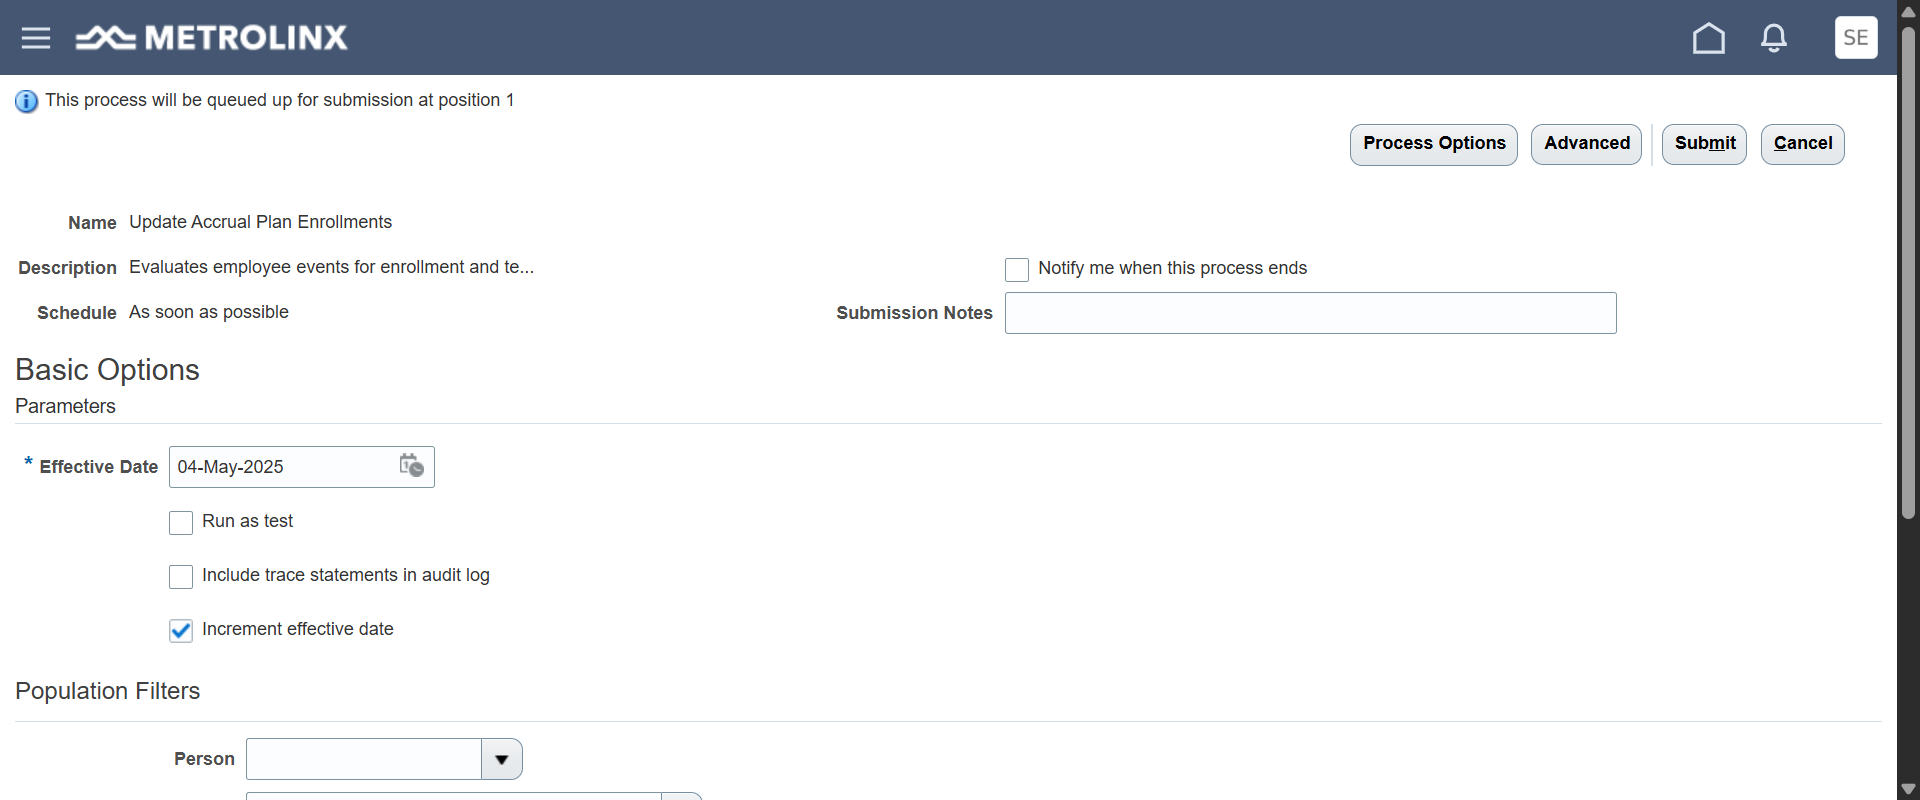 METROLINX
SE
This process will be queued up for submission at position 1
Process Options
Advanced
Submit
Cancel
Name Update Accrual Plan Enrollments
Description Evaluates employee events for enrollment and te...
Notify me when this process ends
Schedule As soon as possible
Submission Notes
Basic Options
Parameters
* Effective Date 04-May-2025
Run as test
Include trace statements in audit log
Increment effective date
Population Filters
Person